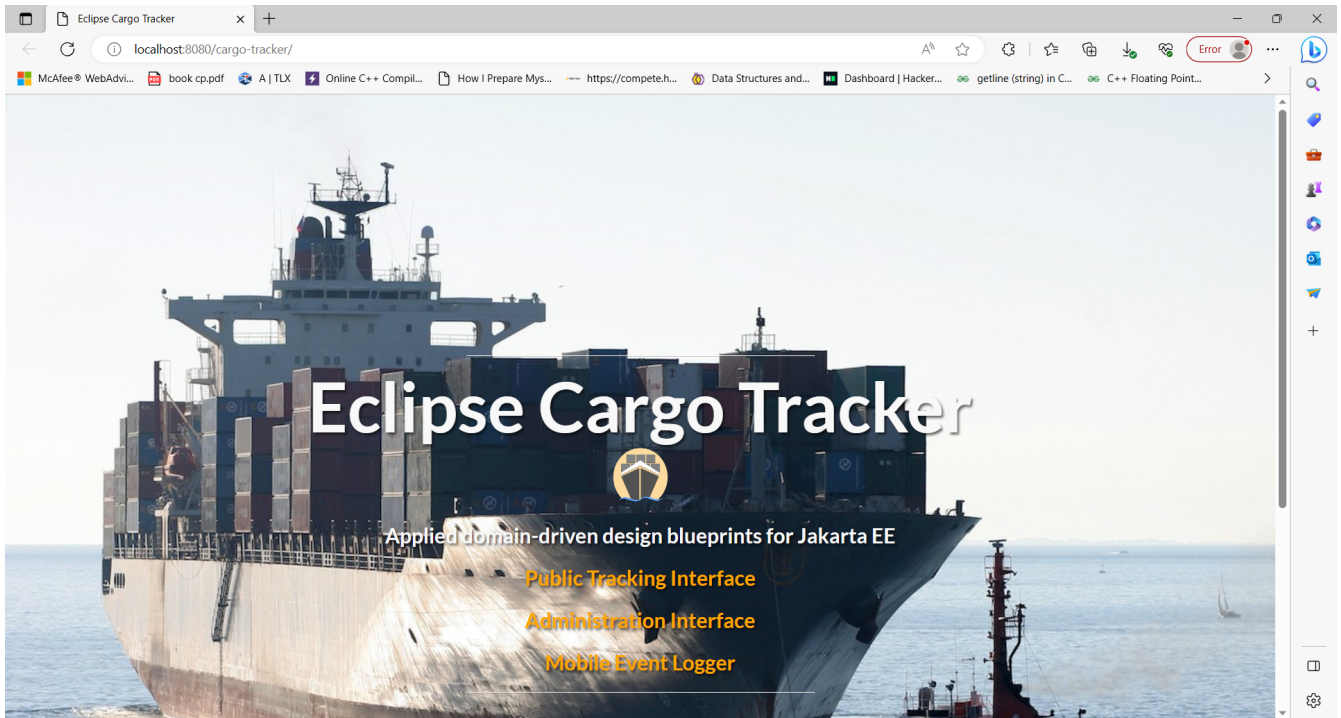 Eclipse Cargo Tracker
localhost:8080/cargo-tracker/
Error
McAfee® WebAdvi... book cp.pdf A | TLX Online C++ Compil... How I Prepare Mys... https://compete.h... Data Structures and... Dashboard | Hacker... getline (string) in C... C++ Floating Point...
Eclipse Cargo Tracker
Applied domain-driven design blueprints for Jakarta EE
Public Tracking Interface
Administration Interface
Mobile Event Logger